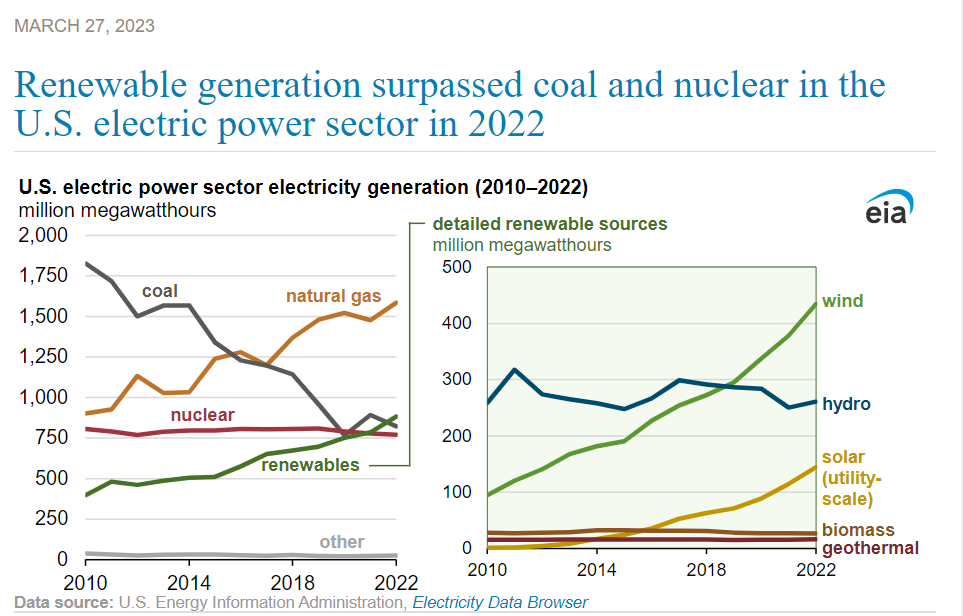 MARCH 27, 2023
Renewable generation surpassed coal and nuclear in the
U.S. electric power sector in 2022
U.S. electric power sector electricity generation (2010–2022)
million megawatthours
eia
2,000
1,750
1,500
1,250
1,000
750
500
250
0
coal
natural gas
nuclear
renewables
other
2010
2014
2018
2022
detailed renewable sources
million megawatthours
500
400
300
200
100
0
wind
hydro
solar
(utility-
scale)
biomass
geothermal
2010
2014
2018
2022
Data source: U.S. Energy Information Administration, Electricity Data Browser